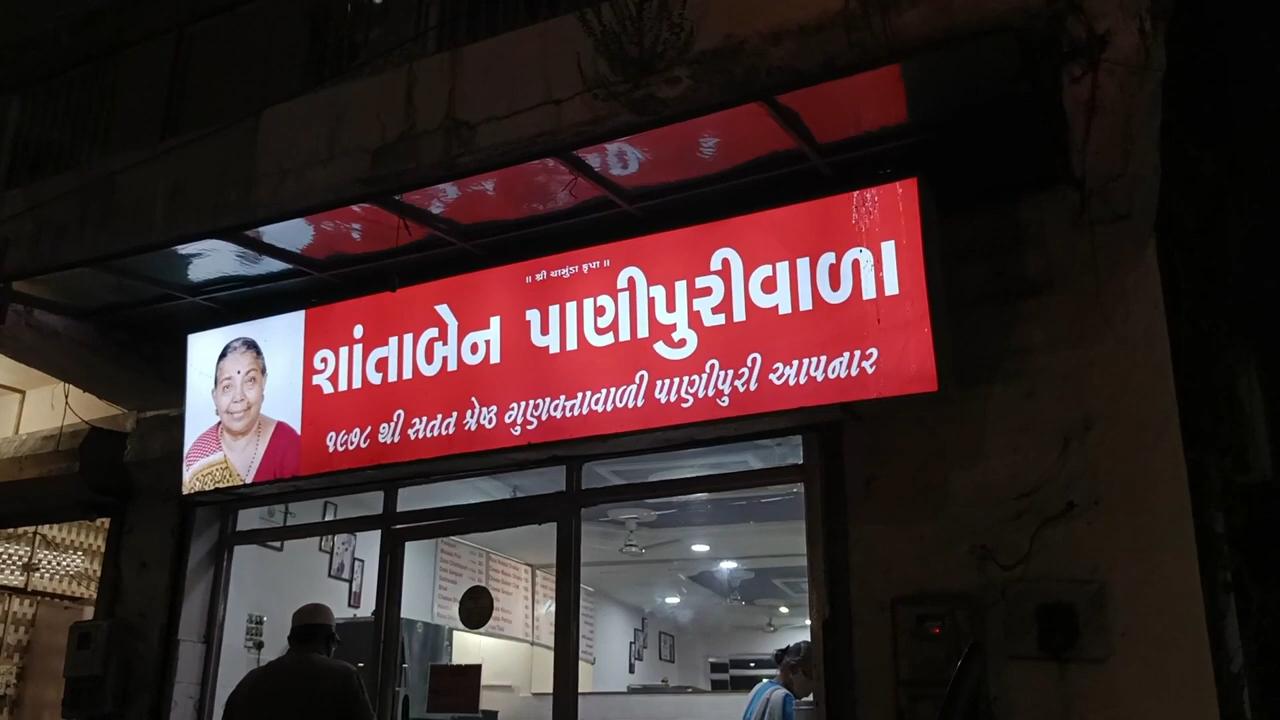 ॥ શ્રી ચામુંડા કૃપા ॥
શાંતાબેન પાણીપુરીવાળા
૧૯૭૮ થી સતત શ્રેષ્ઠ ગુણવત્તાવાળી પાણીપુરી આપનાર